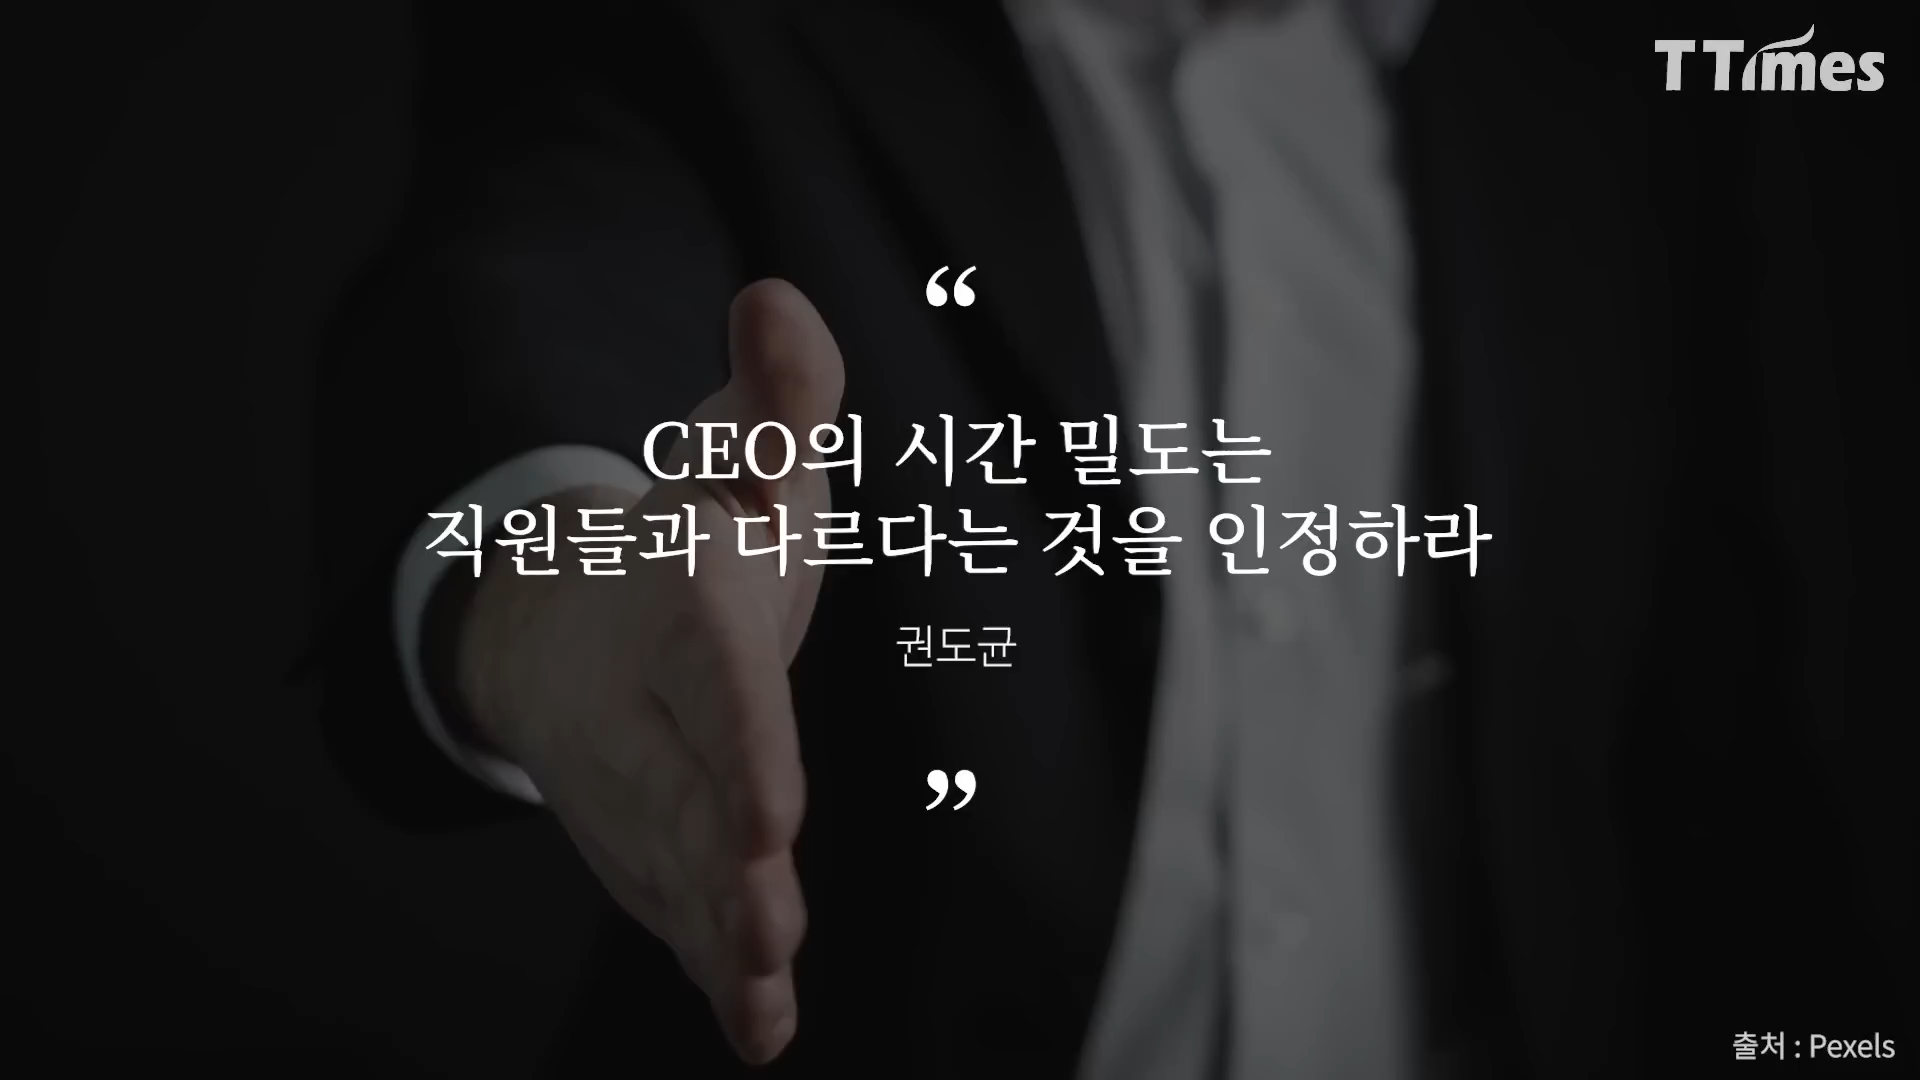 TTimes
“
CEO의 시간 밀도는
직원들과 다르다는 것을 인정하라
권도균
”
출처 : Pexels